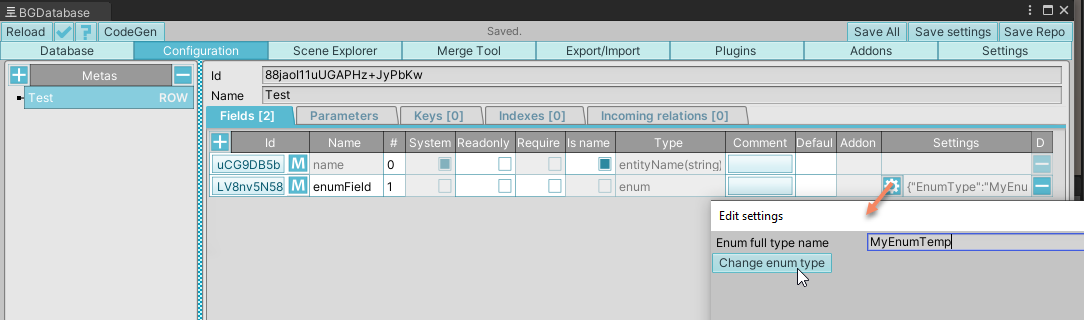 BGDatabase
Reload CodeGen Saved. Save All Save settings Save Repo
Database Configuration Scene Explorer Merge Tool Export/Import Plugins Addons Settings
Metas
Test ROW
Id 88jaoI11uUGAPHz+JyPbKw
Name Test
Fields [2] Parameters Keys [0] Indexes [0] Incoming relations [0]
Id Name # System Readonly Require Is name Type Comment Defaul Addon Settings D
uCG9DB5b M name 0 entityName(string)
LV8nv5N58 M enumField 1 enum {"EnumType":"MyEnu
Edit settings
Enum full type name MyEnumTemp
Change enum type